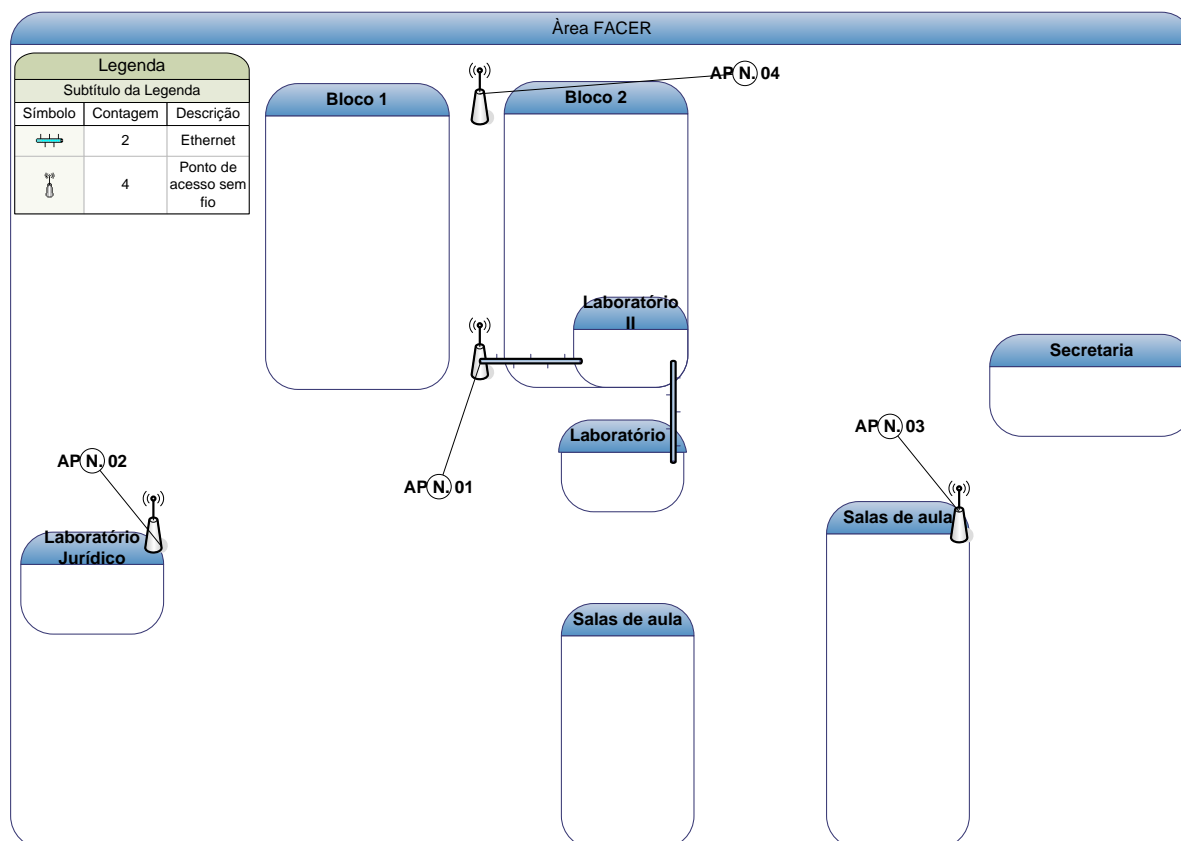 Àrea FACER
Legenda
Subtítulo da Legenda
Símbolo Contagem Descrição
2 Ethernet
4 Ponto de
acesso sem
fio
AP N. 04
Bloco 1
Bloco 2
Laboratório
II
Secretaria
Laboratório
AP N. 03
AP N. 02
AP N. 01
Salas de aula
Laboratório
Jurídico
Salas de aula